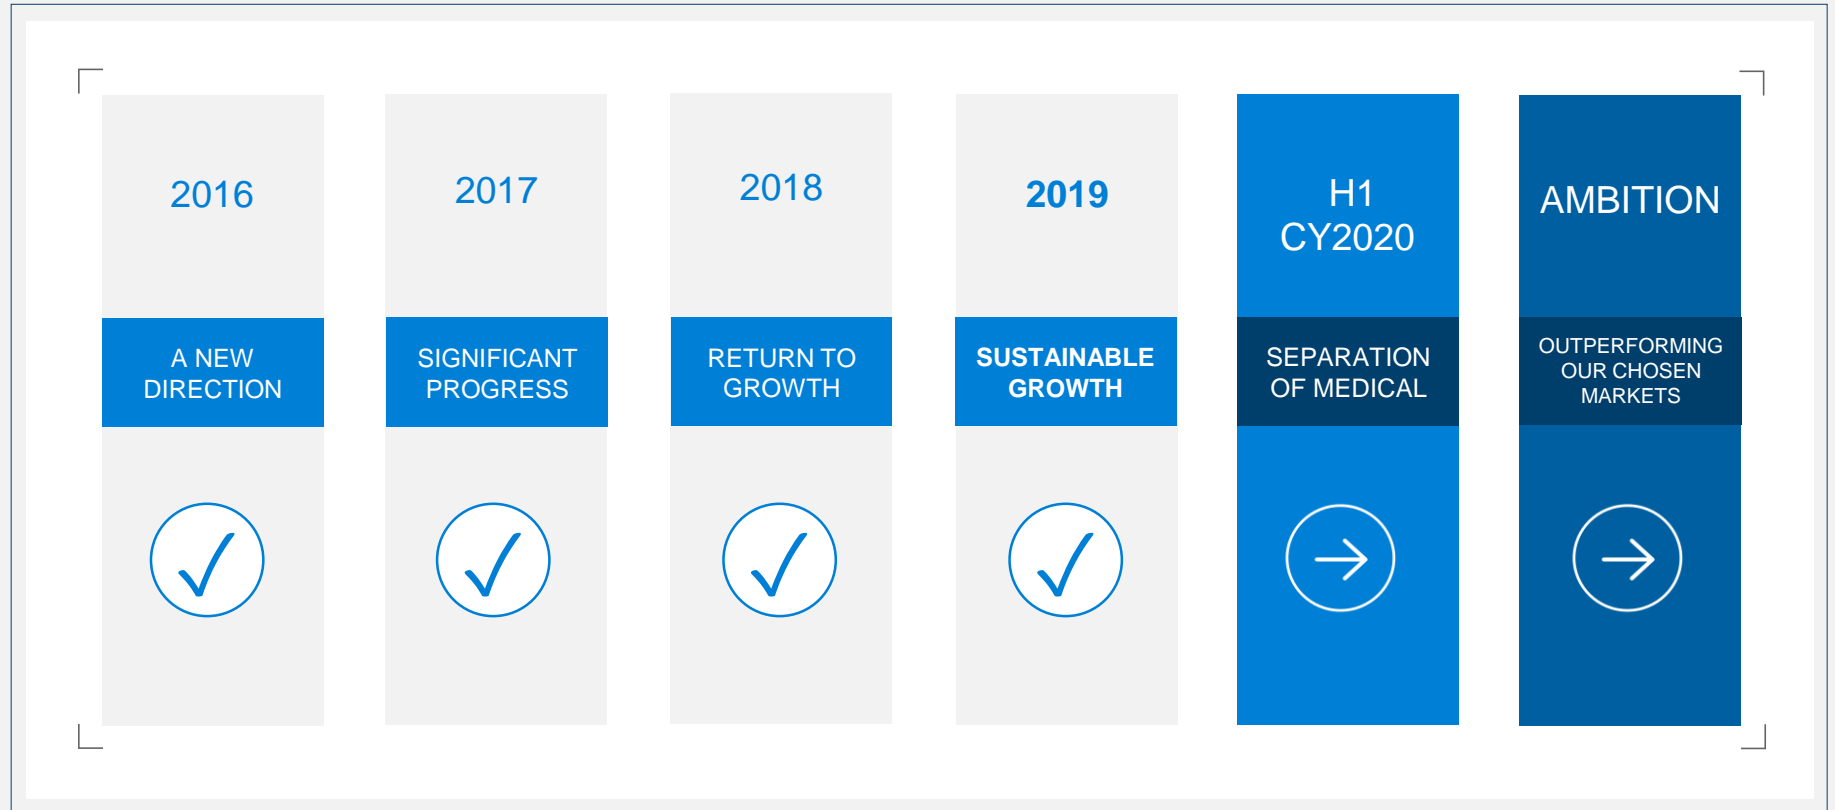 2016
A NEW
DIRECTION
2017
SIGNIFICANT
PROGRESS
2018
RETURN TO
GROWTH
2019
SUSTAINABLE
GROWTH
H1
CY2020
SEPARATION
OF MEDICAL
AMBITION
OUTPERFORMING
OUR CHOSEN
MARKETS